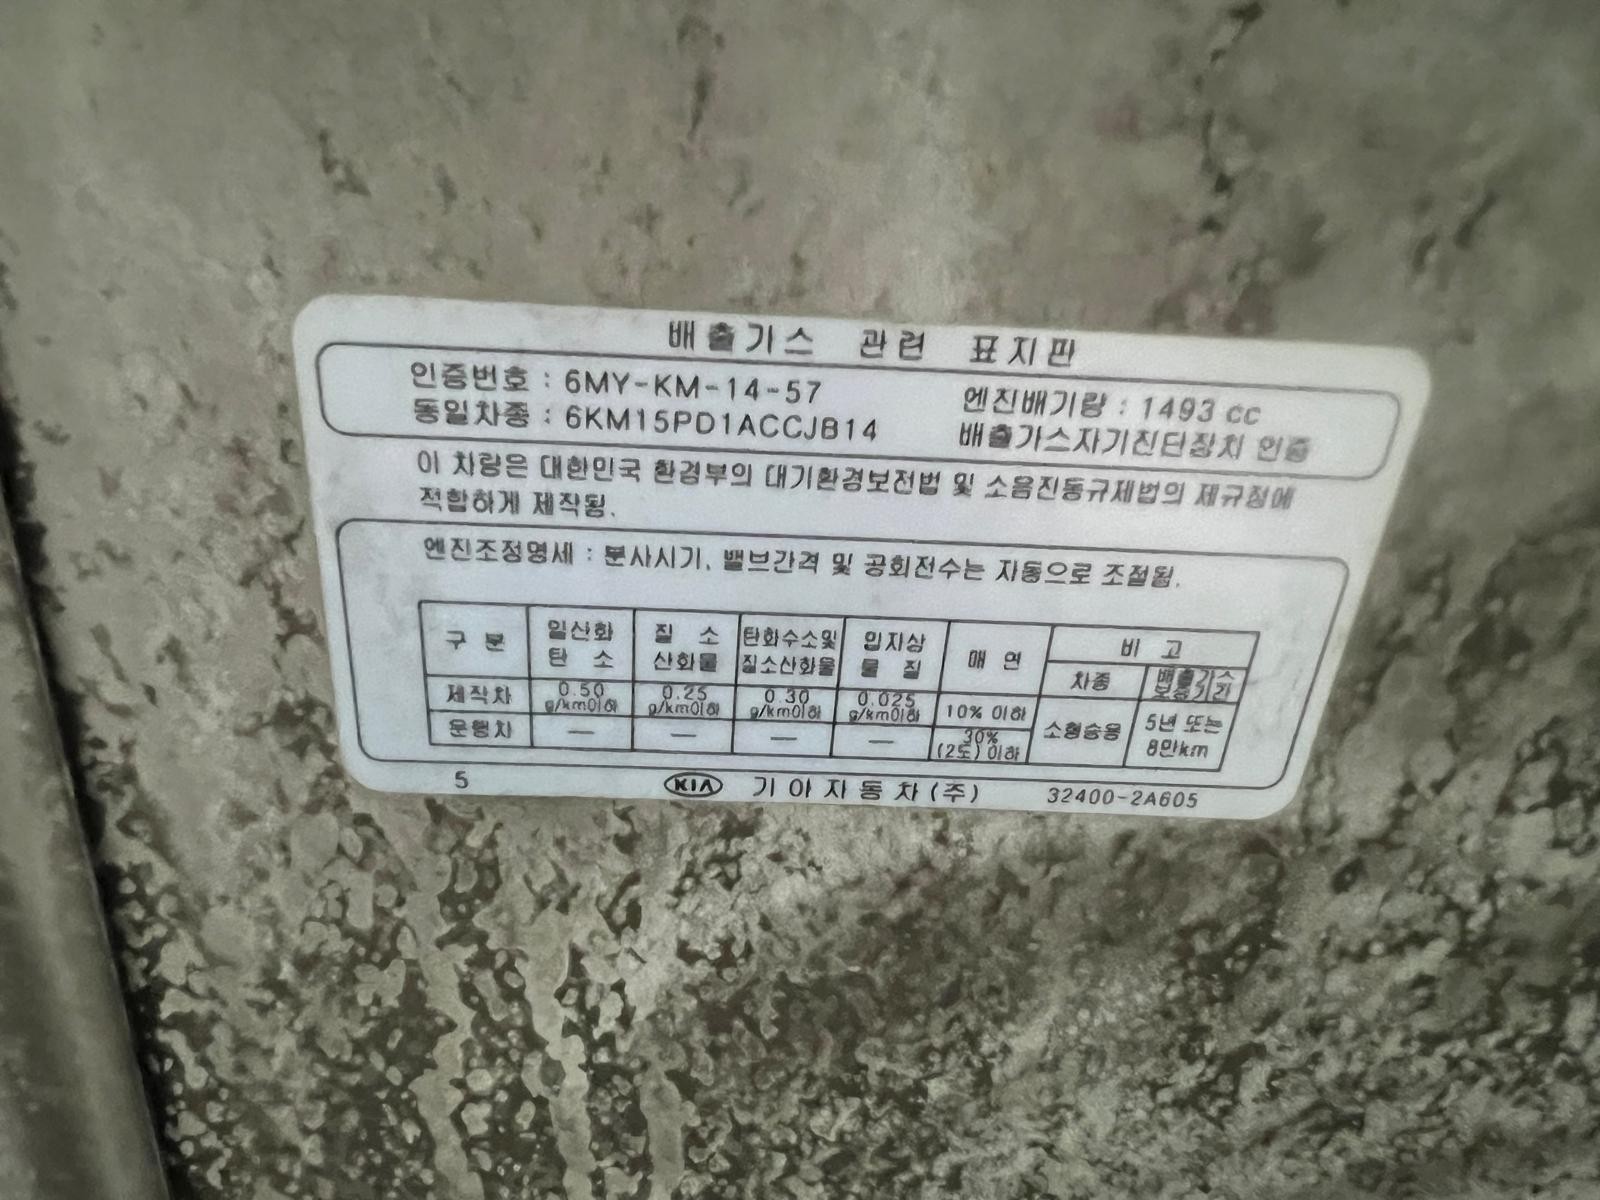 배출가스 관련 표지판
인증번호 : 6MY-KM-14-57 엔진배기량 : 1493 cc
동일차종 : 6KM15PD1ACCJB14 배출가스자기진단장치 인증
이 차량은 대한민국 환경부의 대기환경보전법 및 소음진동규제법의 제규정에
적합하게 제작됨.
엔진조정명세 : 분사시기, 밸브간격 및 공회전수는 자동으로 조절됨.
구 분 일산화 탄 소 질 소 산화물 탄화수소및 질소산화물 입자상 물 질 매 연 비 고
차종 배출가스 보증기간
제작차 0.50 g/km이하 0.25 g/km이하 0.30 g/km이하 0.025 g/km이하 10% 이하 소형승용 5년 또는 8만km
운행차 — — — — 30% (2도) 이하
5 KIA 기아자동차(주) 32400-2A605